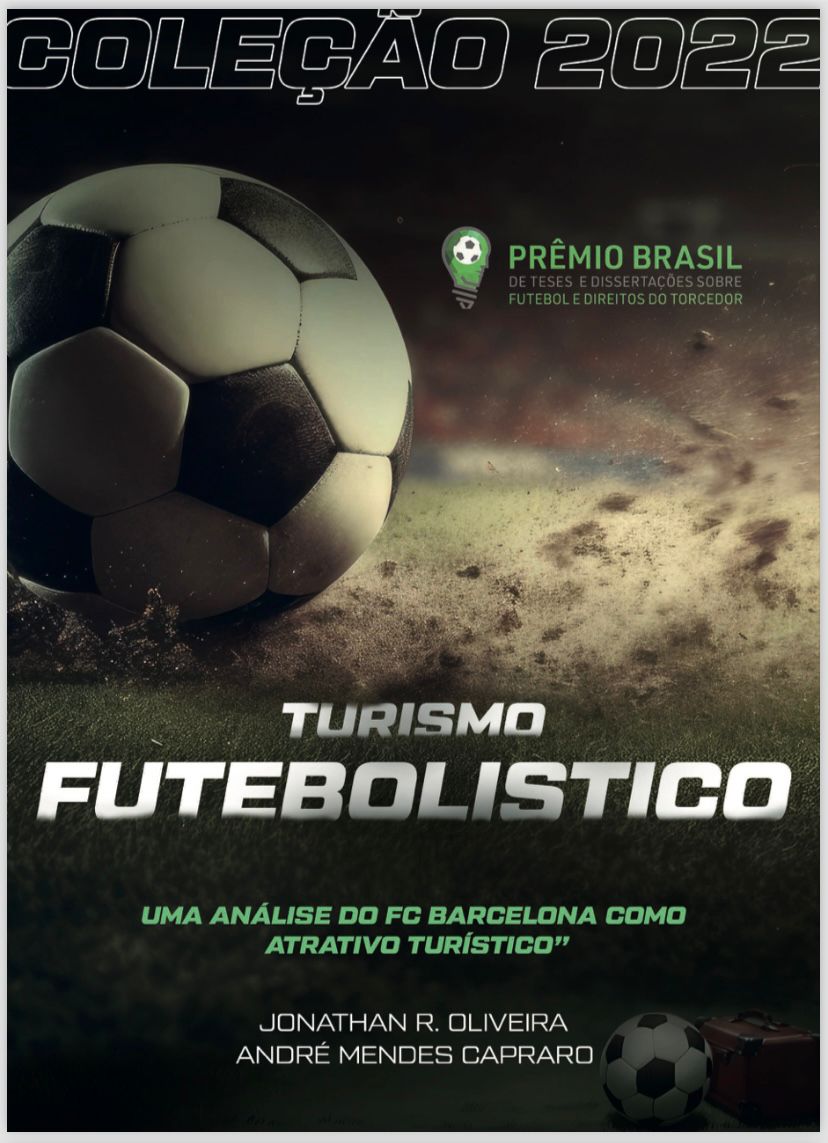 COLEÇÃO 2022
PRÊMIO BRASIL
DE TESES E DISSERTAÇÕES SOBRE
FUTEBOL E DIREITOS DO TORCEDOR
TURISMO
FUTEBOLISTICO
UMA ANÁLISE DO FC BARCELONA COMO
ATRATIVO TURÍSTICO”
JONATHAN R. OLIVEIRA
ANDRÉ MENDES CAPRARO